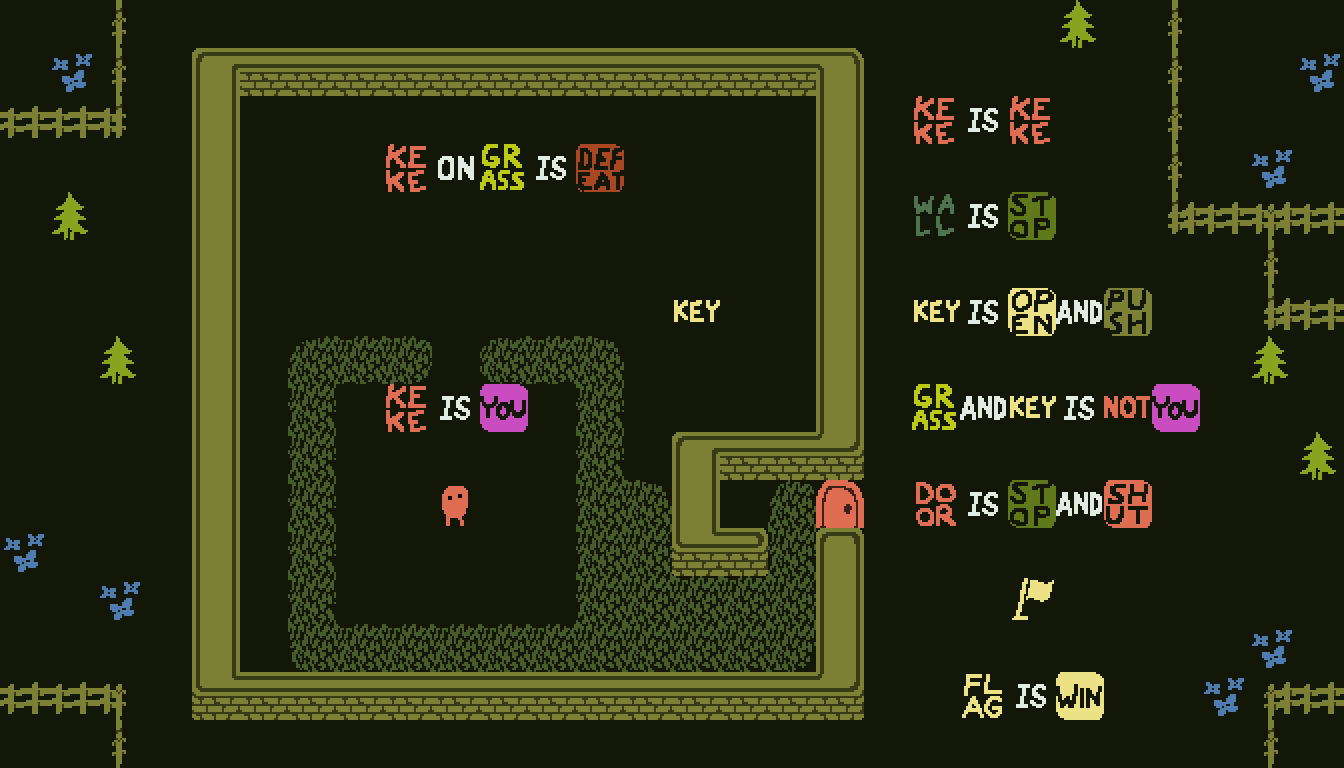 KEKE IS KEKE
KEKE ON GRASS IS DEFEAT
WALL IS STOP
KEY
KEY IS OPEN AND PUSH
KEKE IS YOU
GRASS AND KEY IS NOT YOU
DOOR IS STOP AND SHUT
FLAG IS WIN